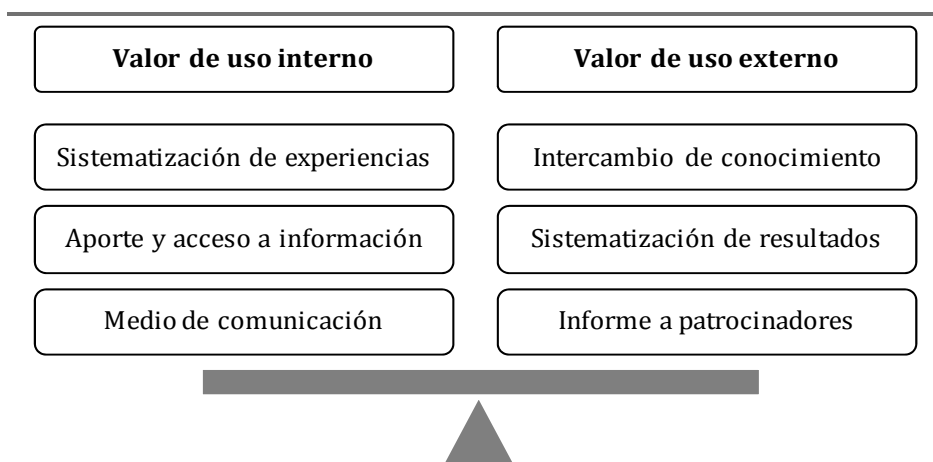 Valor de uso interno
Valor de uso externo
Sistematización de experiencias
Intercambio de conocimiento
Aporte y acceso a información
Sistematización de resultados
Medio de comunicación
Informe a patrocinadores